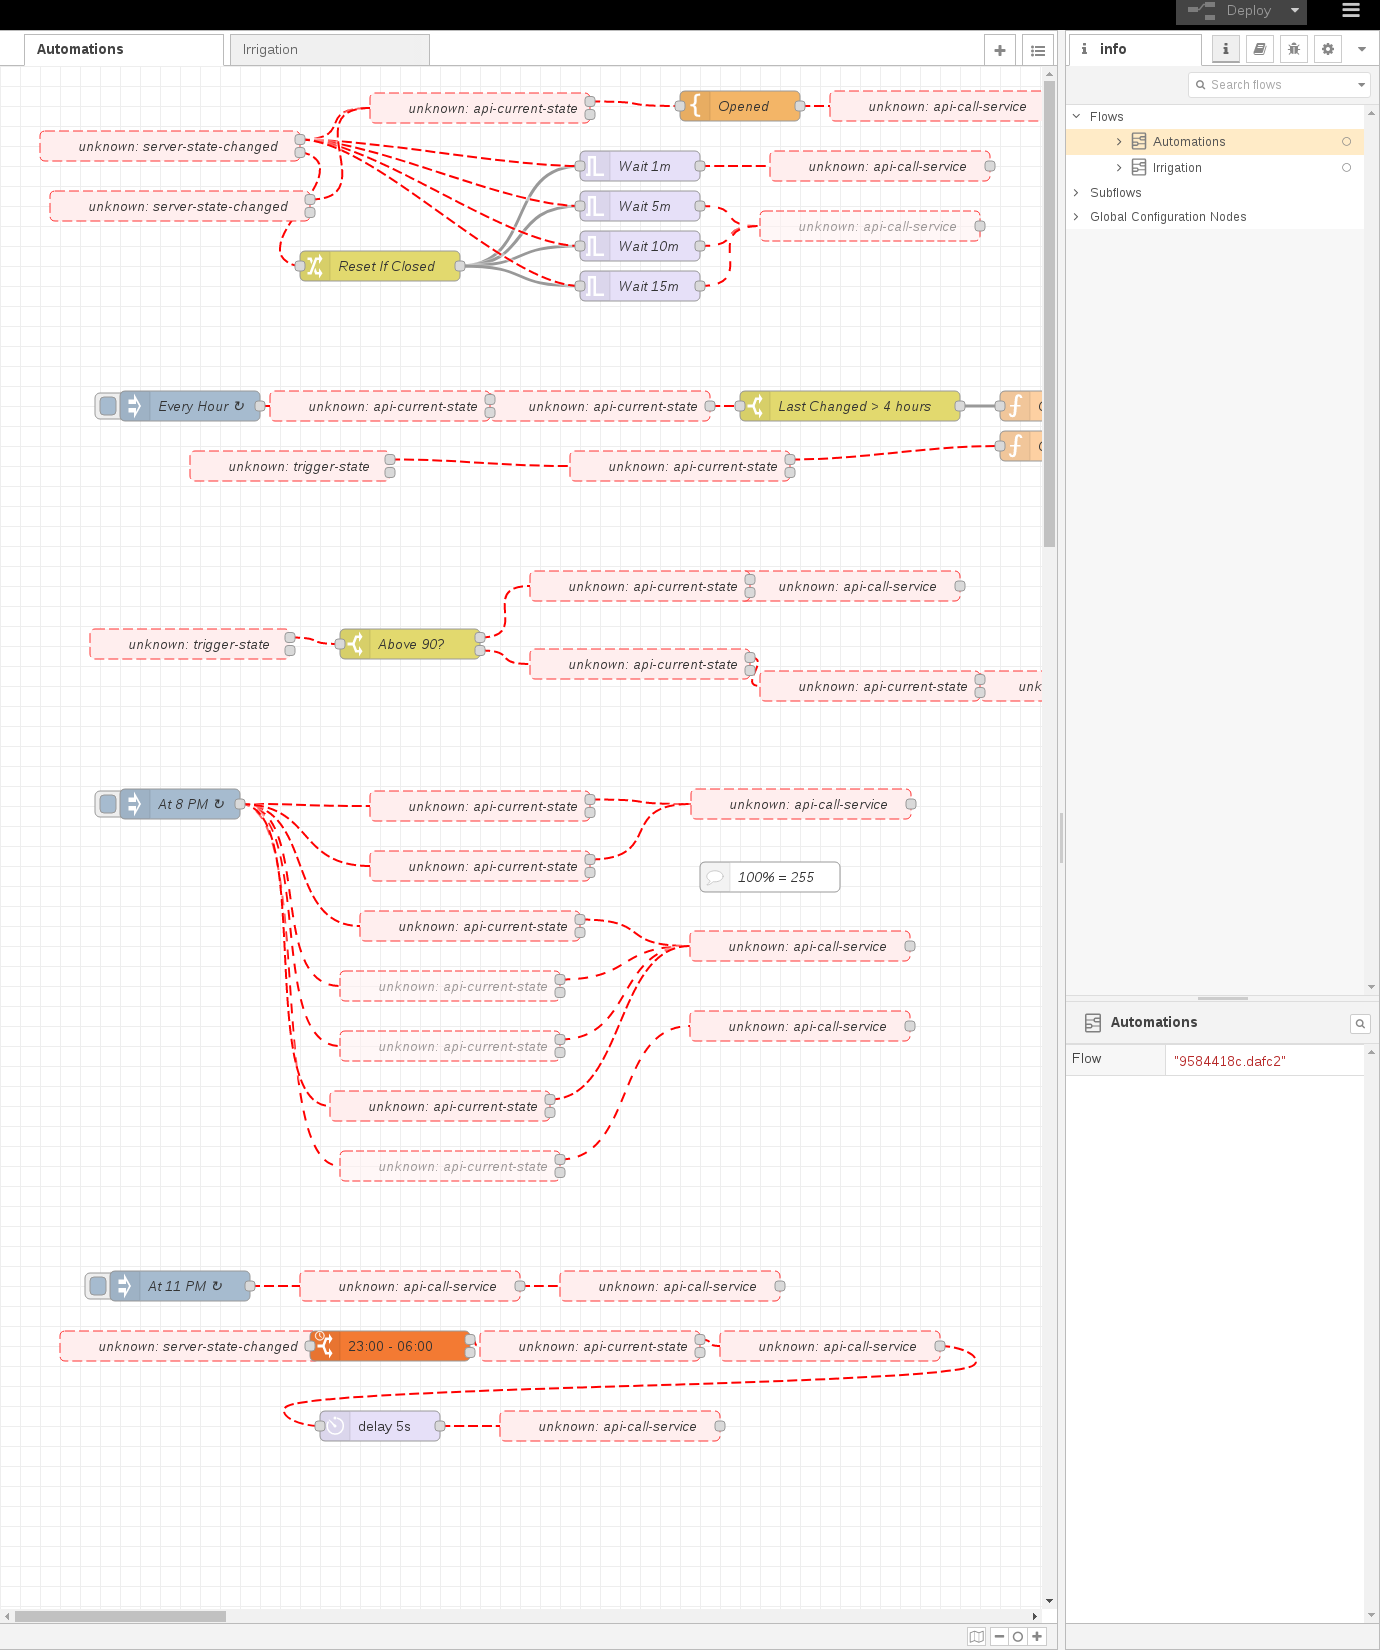 Deploy
Automations
Irrigation
info
Search flows
Flows
Automations
Irrigation
Subflows
Global Configuration Nodes
unknown: api-current-state
Opened
unknown: api-call-service
unknown: server-state-changed
Wait 1m
unknown: api-call-service
unknown: server-state-changed
Wait 5m
unknown: api-call-service
Wait 10m
Reset If Closed
Wait 15m
Every Hour ↻
unknown: api-current-state
unknown: api-current-state
Last Changed > 4 hours
unknown: trigger-state
unknown: api-current-state
unknown: api-current-state
unknown: api-call-service
unknown: trigger-state
Above 90?
unknown: api-current-state
unknown: api-current-state
unk
At 8 PM ↻
unknown: api-current-state
unknown: api-call-service
unknown: api-current-state
100% = 255
unknown: api-current-state
unknown: api-call-service
unknown: api-current-state
unknown: api-call-service
unknown: api-current-state
unknown: api-current-state
unknown: api-current-state
At 11 PM ↻
unknown: api-call-service
unknown: api-call-service
unknown: server-state-changed
23:00 - 06:00
unknown: api-current-state
unknown: api-call-service
delay 5s
unknown: api-call-service
Automations
Flow
"9584418c.dafc2"